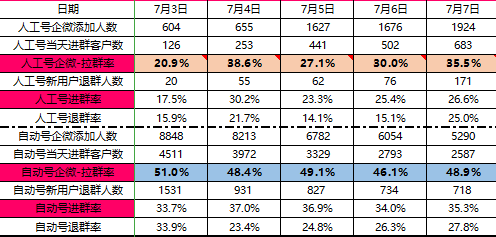 日期 7月3日 7月4日 7月5日 7月6日 7月7日
人工号企微添加人数 604 655 1627 1676 1924
人工号当天进群客户数 126 253 441 502 683
人工号企微-拉群率 20.9% 38.6% 27.1% 30.0% 35.5%
人工号新用户退群人数 20 55 62 76 171
人工号进群率 17.5% 30.2% 23.3% 25.4% 26.6%
人工号退群率 15.9% 21.7% 14.1% 15.1% 25.0%
自动号企微添加人数 8848 8213 6782 6054 5290
自动号当天进群客户数 4511 3972 3329 2793 2587
自动号企微-拉群率 51.0% 48.4% 49.1% 46.1% 48.9%
自动号新用户退群人数 1531 931 827 734 718
自动号进群率 33.7% 37.0% 36.9% 34.0% 35.3%
自动号退群率 33.9% 23.4% 24.8% 26.3% 27.8%